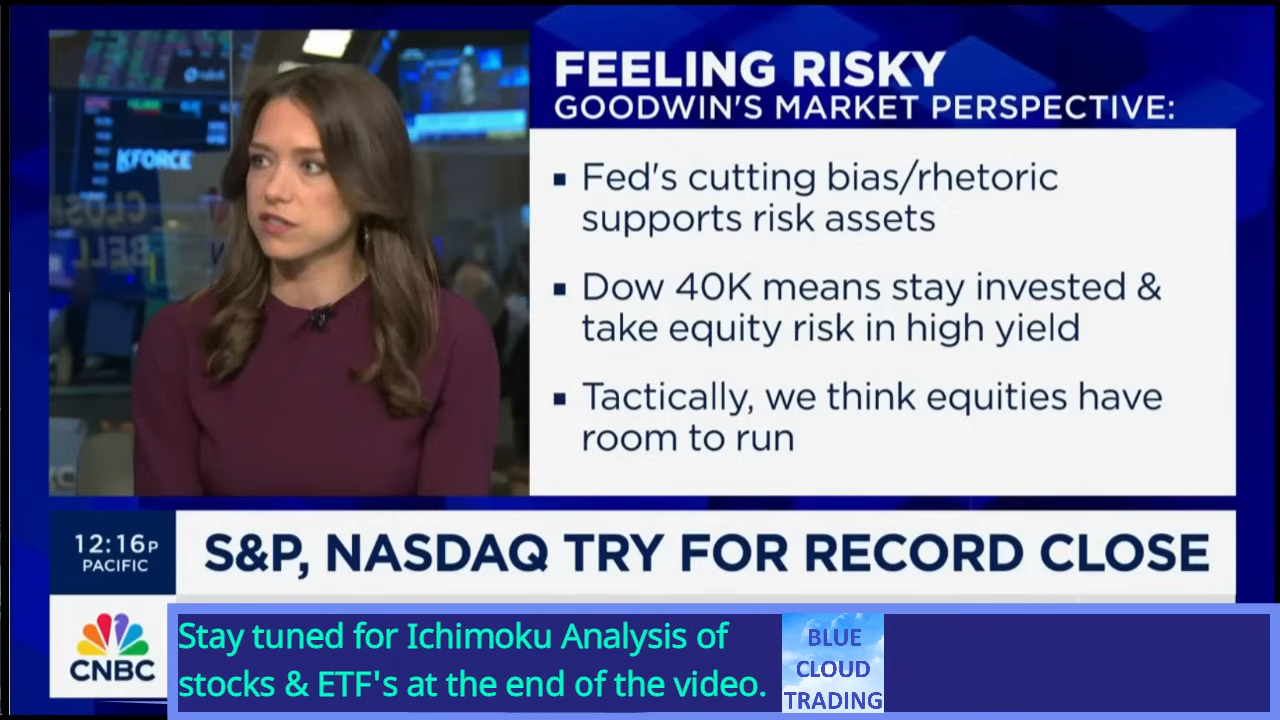 FEELING RISKY
GOODWIN'S MARKET PERSPECTIVE:
▪ Fed's cutting bias/rhetoric
supports risk assets
▪ Dow 40K means stay invested &
take equity risk in high yield
▪ Tactically, we think equities have
room to run
KFORCE
CLOSING
BELL
12:16P
PACIFIC
S&P, NASDAQ TRY FOR RECORD CLOSE
CNBC
Stay tuned for Ichimoku Analysis of
stocks & ETF's at the end of the video.
BLUE
CLOUD
TRADING